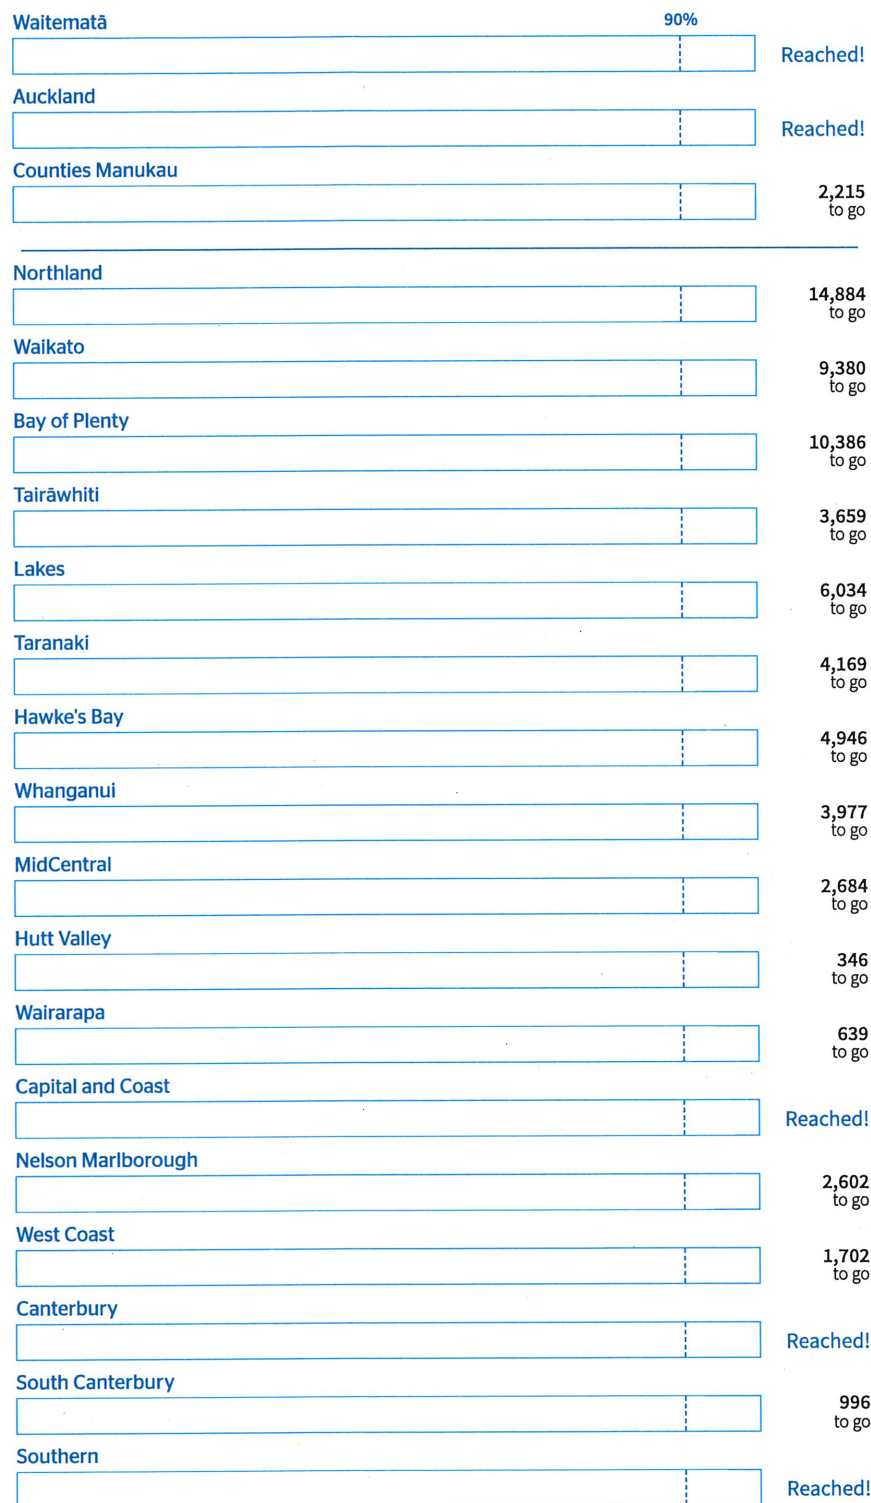 Waitematā
90%
Reached!
Auckland
Reached!
Counties Manukau
2,215
to go
Northland
14,884
to go
Waikato
9,380
to go
Bay of Plenty
10,386
to go
Tairāwhiti
3,659
to go
Lakes
6,034
to go
Taranaki
4,169
to go
Hawke's Bay
4,946
to go
Whanganui
3,977
to go
MidCentral
2,684
to go
Hutt Valley
346
to go
Wairarapa
639
to go
Capital and Coast
Reached!
Nelson Marlborough
2,602
to go
West Coast
1,702
to go
Canterbury
Reached!
South Canterbury
996
to go
Southern
Reached!